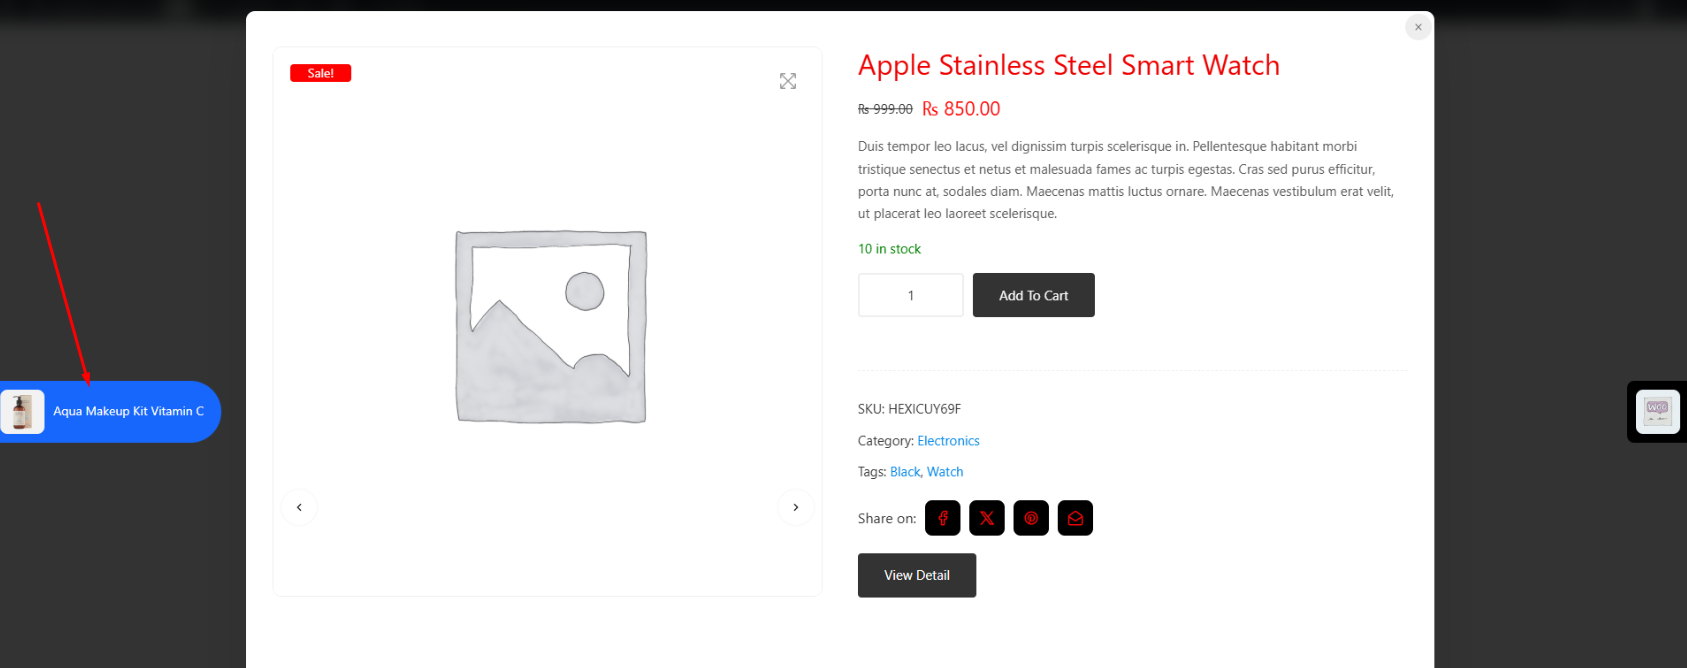 Sale!
Apple Stainless Steel Smart Watch
₨ 999.00 ₨ 850.00
Duis tempor leo lacus, vel dignissim turpis scelerisque in. Pellentesque habitant morbi
tristique senectus et netus et malesuada fames ac turpis egestas. Cras sed purus efficitur,
porta nunc at, sodales diam. Maecenas mattis luctus ornare. Maecenas vestibulum erat velit,
ut placerat leo laoreet scelerisque.
10 in stock
1 Add To Cart
Aqua Makeup Kit Vitamin C
WOO
SKU: HEXICUY69F
Category: Electronics
Tags: Black, Watch
Share on:
View Detail